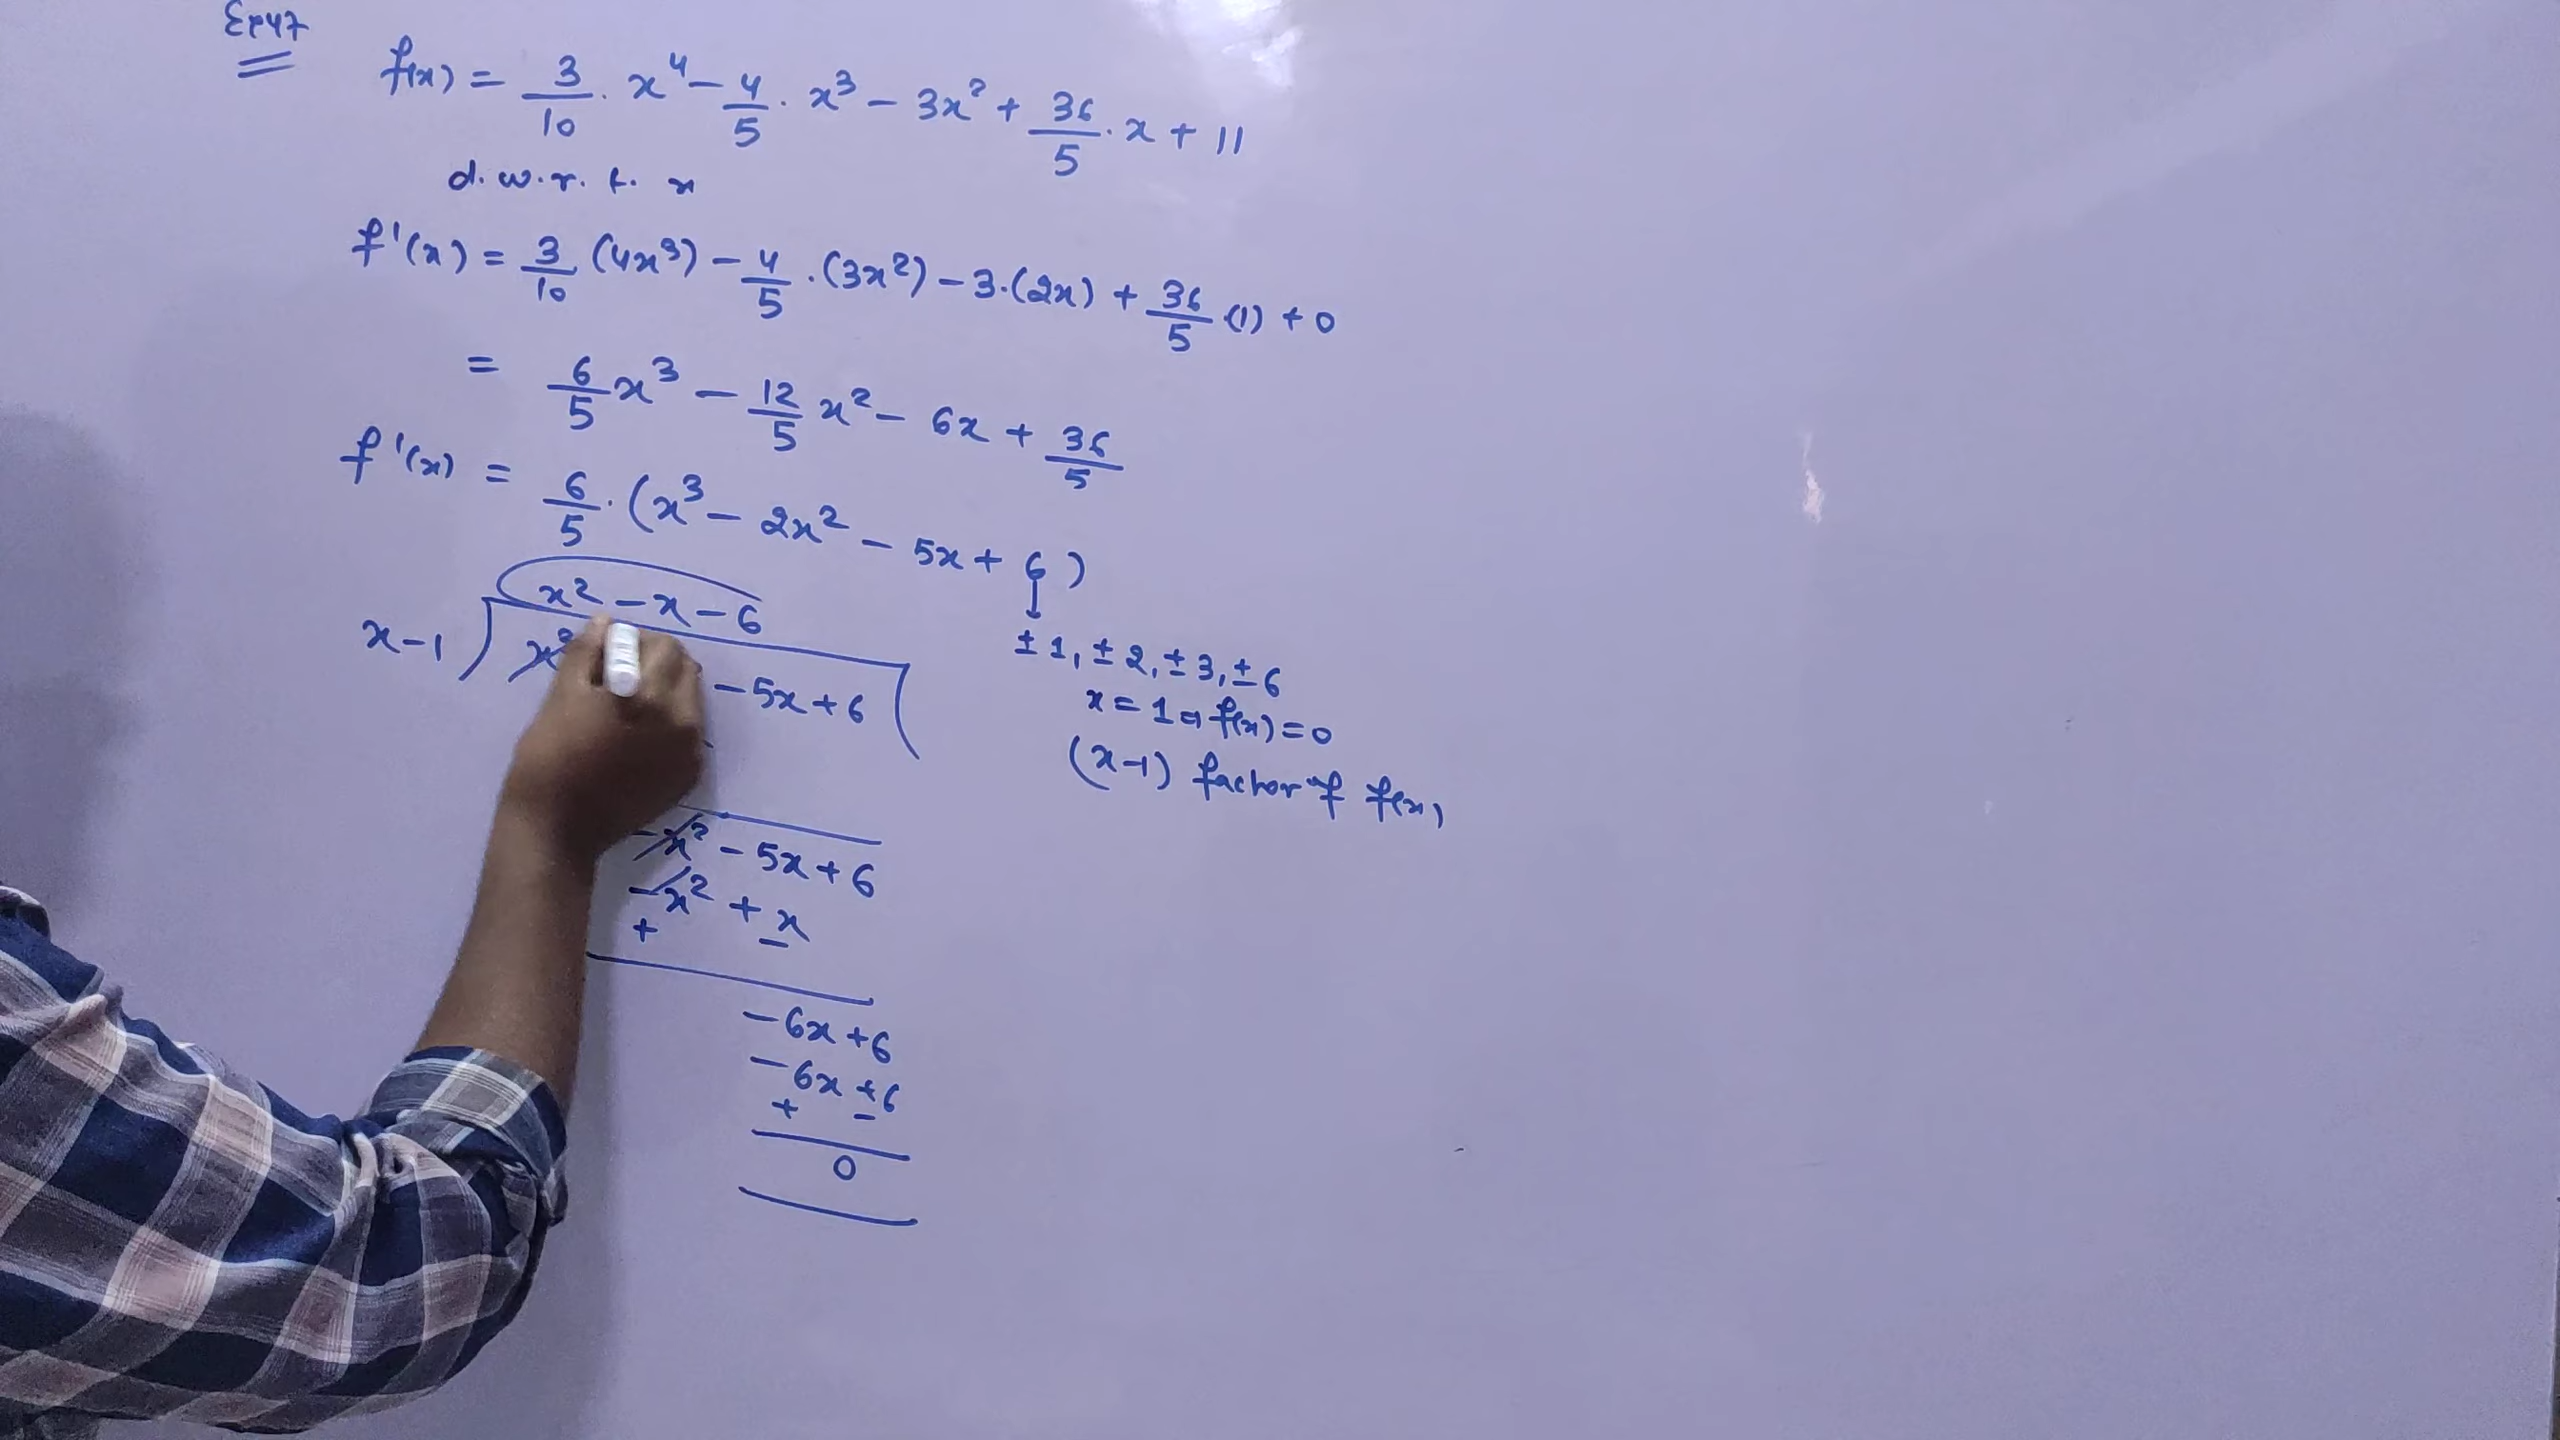 Ex47
f(x) = 3/10 . x⁴ - 4/5 . x³ - 3x² + 36/5 . x + 11
d. w. r. t. x
f'(x) = 3/10 (4x³) - 4/5 . (3x²) - 3.(2x) + 36/5 .(1) + 0
= 6/5 x³ - 12/5 x² - 6x + 36/5
f'(x) = 6/5 . (x³ - 2x² - 5x + 6)
↓
± 1, ± 2, ± 3, ± 6
x = 1 ⇒ f(x) = 0
(x-1) factor of f(x)
x² - x - 6
x-1 ) x³ - 5x + 6
-x² - 5x + 6
-x² + x
+ -
-6x + 6
-6x + 6
+ -
0